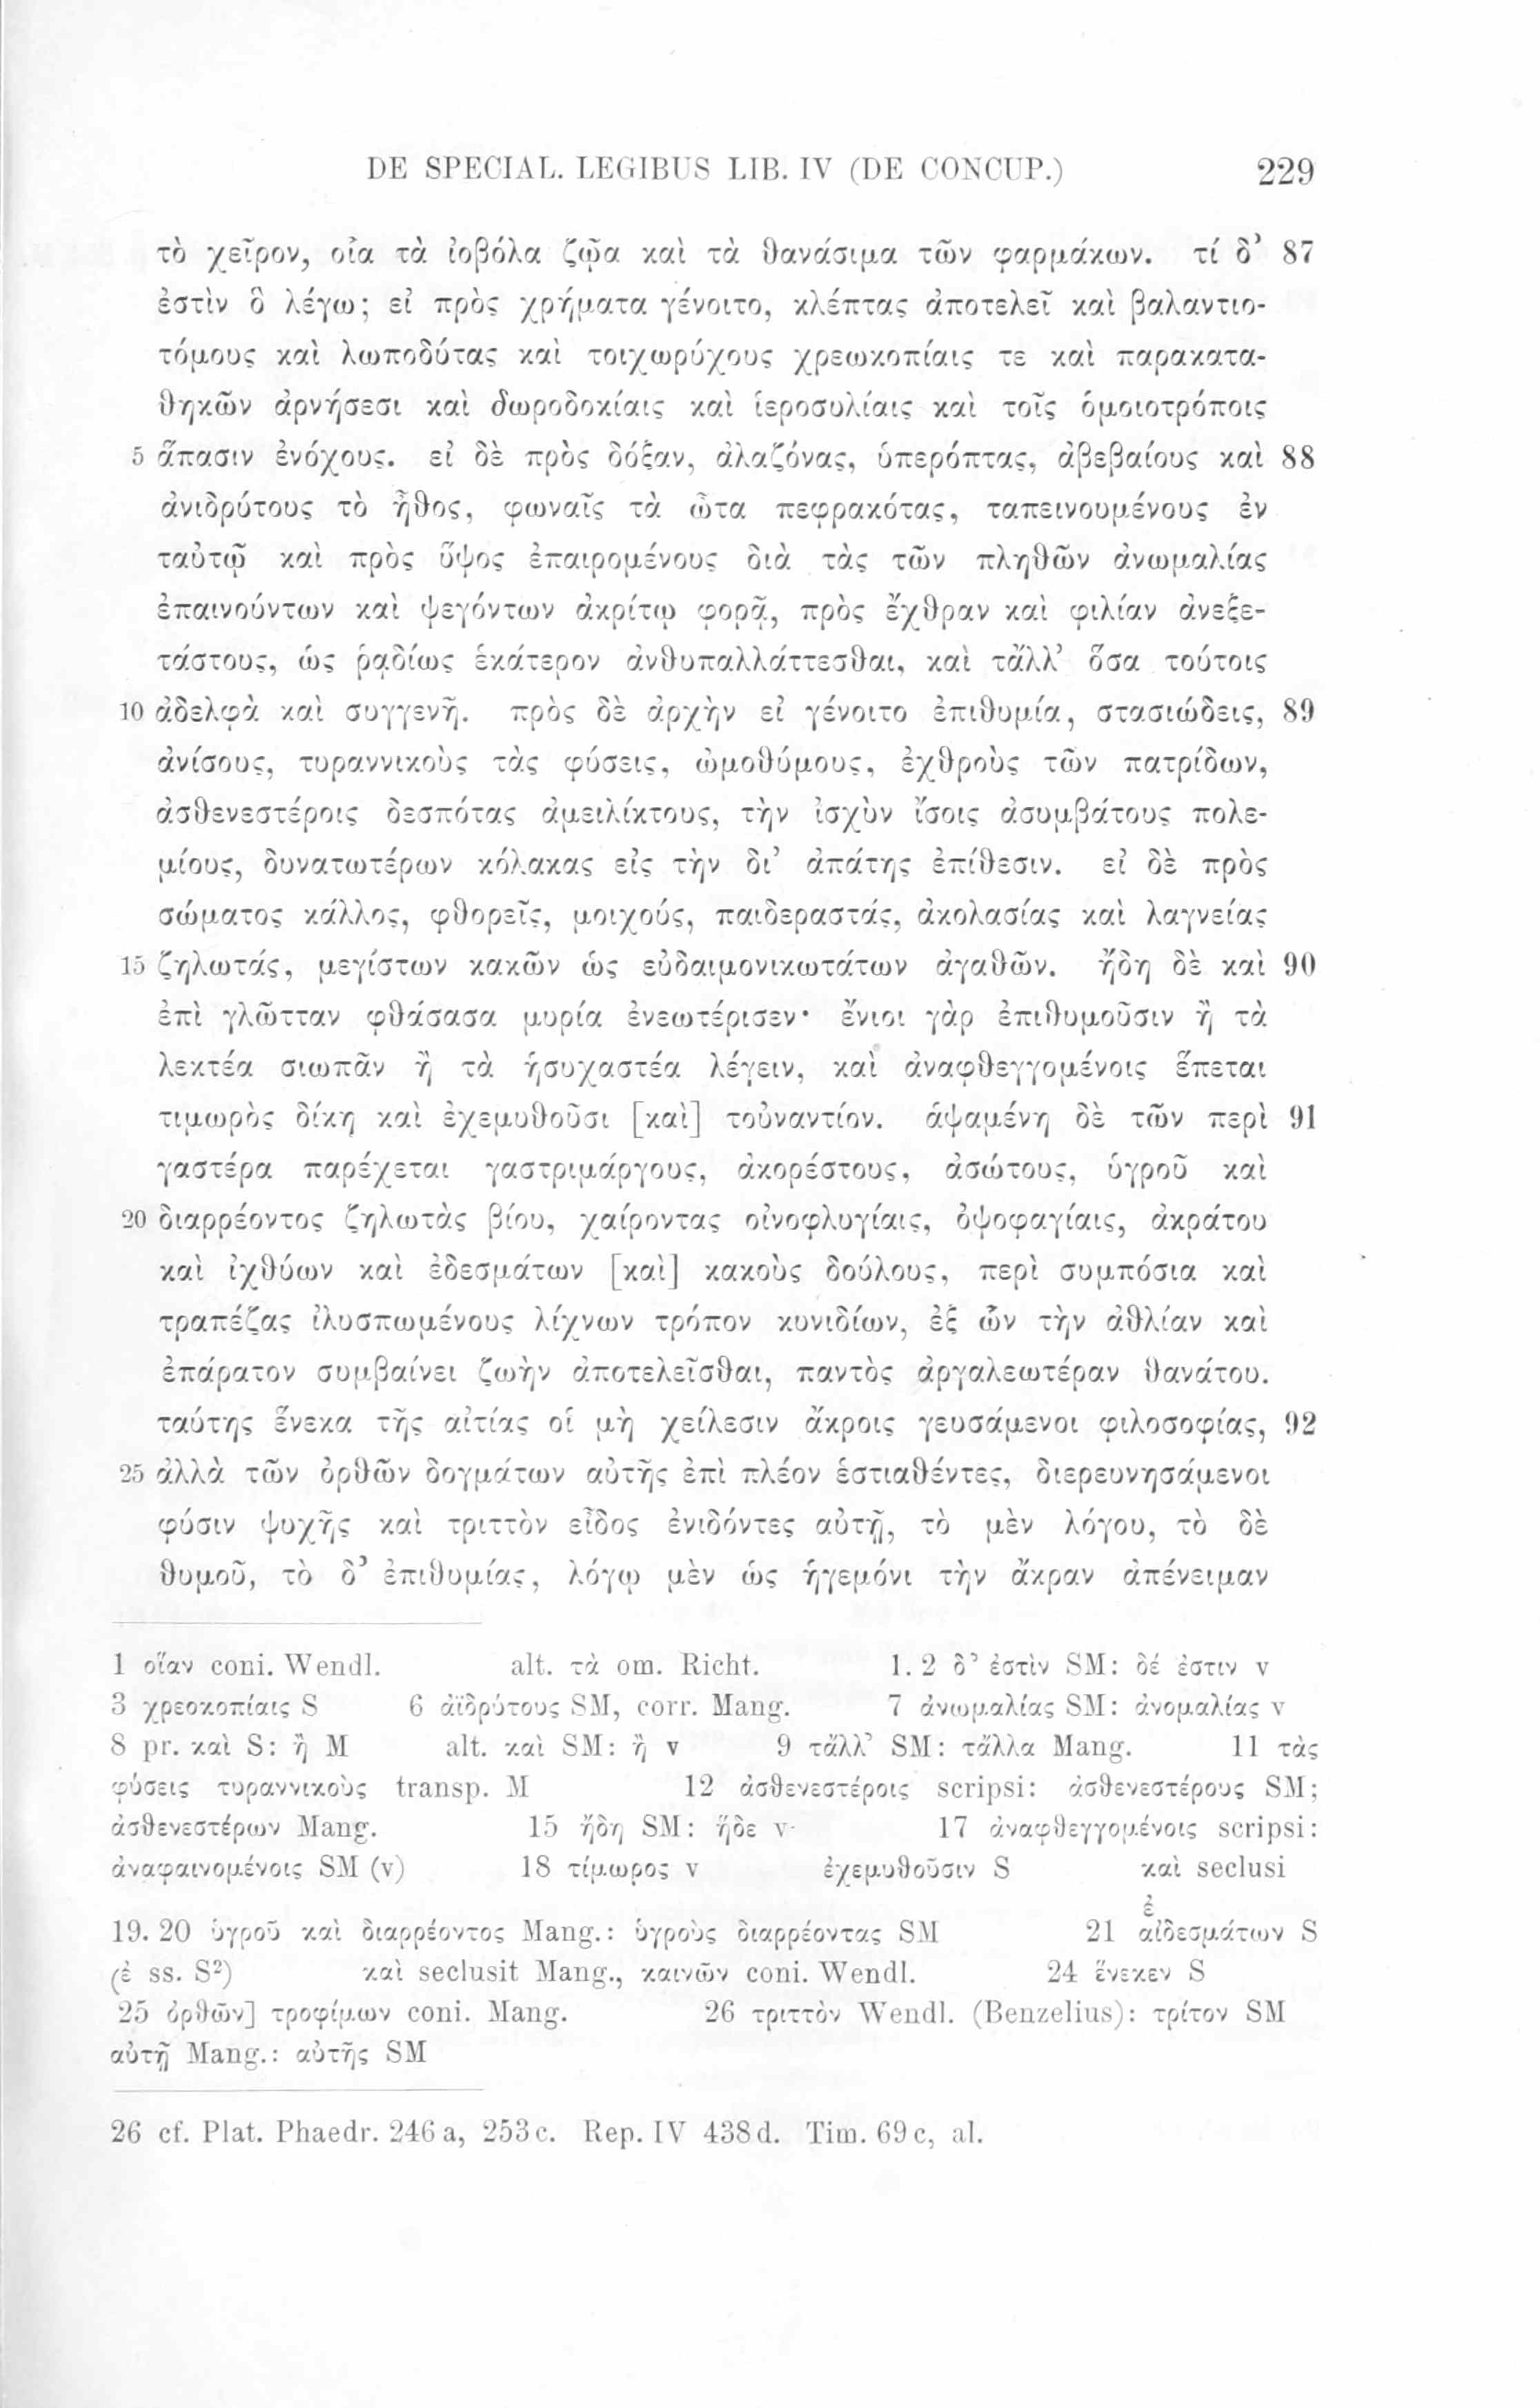 DE SPECIAL. LEGIBUS LIB. IV (DE CONCUP.) 229
τὸ χεῖρον, οἷα τὰ ἰοβόλα ζῷα καὶ τὰ θανάσιμα τῶν φαρμάκων. τί δ’ 87
ἐστὶν ὃ λέγω; εἰ πρὸς χρήματα γένοιτο, κλέπτας ἀποτελεῖ καὶ βαλαντιο-
τόμους καὶ λωποδύτας καὶ τοιχωρύχους χρεωκοπίαις τε καὶ παρακατα-
θηκῶν ἀρνήσεσι καὶ δωροδοκίαις καὶ ἱεροσυλίαις καὶ τοῖς ὁμοιοτρόποις
5 ἅπασιν ἐνόχους. εἰ δὲ πρὸς δόξαν, ἀλαζόνας, ὑπερόπτας, ἀβεβαίους καὶ 88
ἀνιδρύτους τὸ ἦθος, φωναῖς τὰ ὦτα πεφρακότας, ταπεινουμένους ἐν
ταὐτῷ καὶ πρὸς ὕψος ἐπαιρομένους διὰ τὰς τῶν πληθῶν ἀνωμαλίας
ἐπαινούντων καὶ ψεγόντων ἀκρίτῳ φορᾷ, πρὸς ἔχθραν καὶ φιλίαν ἀνεξε-
τάστους, ὡς ῥᾳδίως ἑκάτερον ἀνθυπαλλάττεσθαι, καὶ τἄλλ’ ὅσα τούτοις
10 ἀδελφὰ καὶ συγγενῆ. πρὸς δὲ ἀρχὴν εἰ γένοιτο ἐπιθυμία, στασιώδεις, 89
ἀνίσους, τυραννικοὺς τὰς φύσεις, ὠμοθύμους, ἐχθροὺς τῶν πατρίδων,
ἀσθενεστέροις δεσπότας ἀμειλίκτους, τὴν ἰσχὺν ἴσοις ἀσυμβάτους πολε-
μίους, δυνατωτέρων κόλακας εἰς τὴν δι’ ἀπάτης ἐπίθεσιν. εἰ δὲ πρὸς
σώματος κάλλος, φθορεῖς, μοιχούς, παιδεραστάς, ἀκολασίας καὶ λαγνείας
15 ζηλωτάς, μεγίστων κακῶν ὡς εὐδαιμονικωτάτων ἀγαθῶν. ἤδη δὲ καὶ 90
ἐπὶ γλῶτταν φθάσασα μυρία ἐνεωτέρισεν· ἔνιοι γὰρ ἐπιθυμοῦσιν ἢ τὰ
λεκτέα σιωπᾶν ἢ τὰ ἡσυχαστέα λέγειν, καὶ ἀναφθεγγομένοις ἕπεται
τιμωρὸς δίκη καὶ ἐχεμυθοῦσι [καὶ] τοὐναντίον. ἁψαμένη δὲ τῶν περὶ 91
γαστέρα παρέχεται γαστριμάργους, ἀκορέστους, ἀσώτους, ὑγροῦ καὶ
20 διαρρέοντος ζηλωτὰς βίου, χαίροντας οἰνοφλυγίαις, ὀψοφαγίαις, ἀκράτου
καὶ ἰχθύων καὶ ἐδεσμάτων [καὶ] κακοὺς δούλους, περὶ συμπόσια καὶ
τραπέζας ἰλυσπωμένους λίχνων τρόπον κυνιδίων, ἐξ ὧν τὴν ἀθλίαν καὶ
ἐπάρατον συμβαίνει ζωὴν ἀποτελεῖσθαι, παντὸς ἀργαλεωτέραν θανάτου.
ταύτης ἕνεκα τῆς αἰτίας οἱ μὴ χείλεσιν ἄκροις γευσάμενοι φιλοσοφίας, 92
25 ἀλλὰ τῶν ὀρθῶν δογμάτων αὐτῆς ἐπὶ πλέον ἑστιαθέντες, διερευνησάμενοι
φύσιν ψυχῆς καὶ τριττὸν εἶδος ἐνιδόντες αὐτῇ, τὸ μὲν λόγου, τὸ δὲ
θυμοῦ, τὸ δ’ ἐπιθυμίας, λόγῳ μὲν ὡς ἡγεμόνι τὴν ἄκραν ἀπένειμαν
1 οἵαν coni. Wendl. alt. τὰ om. Richt. 1. 2 δ’ ἐστὶν SM: δέ ἐστιν v
3 χρεοκοπίαις S 6 ἀϊδρύτους SM, corr. Mang. 7 ἀνωμαλίας SM: ἀνομαλίας v
8 pr. καὶ S: ἢ M alt. καὶ SM: ἢ v 9 τἄλλ’ SM: τἄλλα Mang. 11 τὰς
φύσεις τυραννικοὺς transp. M 12 ἀσθενεστέροις scripsi: ἀσθενεστέρους SM;
ἀσθενεστέρων Mang. 15 ἤδη SM: ἥδε v 17 ἀναφθεγγομένοις scripsi:
ἀναφαινομένοις SM (v) 18 τίμωρος v ἐχεμυθοῦσιν S καὶ seclusi
ἐ
19. 20 ὑγροῦ καὶ διαρρέοντος Mang.: ὑγροὺς διαρρέοντας SM 21 αἰδεσμάτων S
(ἐ ss. S²) καὶ seclusit Mang., καινῶν coni. Wendl. 24 ἕνεκεν S
25 ὀρθῶν] τροφίμων coni. Mang. 26 τριττὸν Wendl. (Benzelius): τρίτον SM
αὐτῇ Mang.: αὐτῆς SM
26 cf. Plat. Phaedr. 246 a, 253 c. Rep. IV 438 d. Tim. 69 c, al.